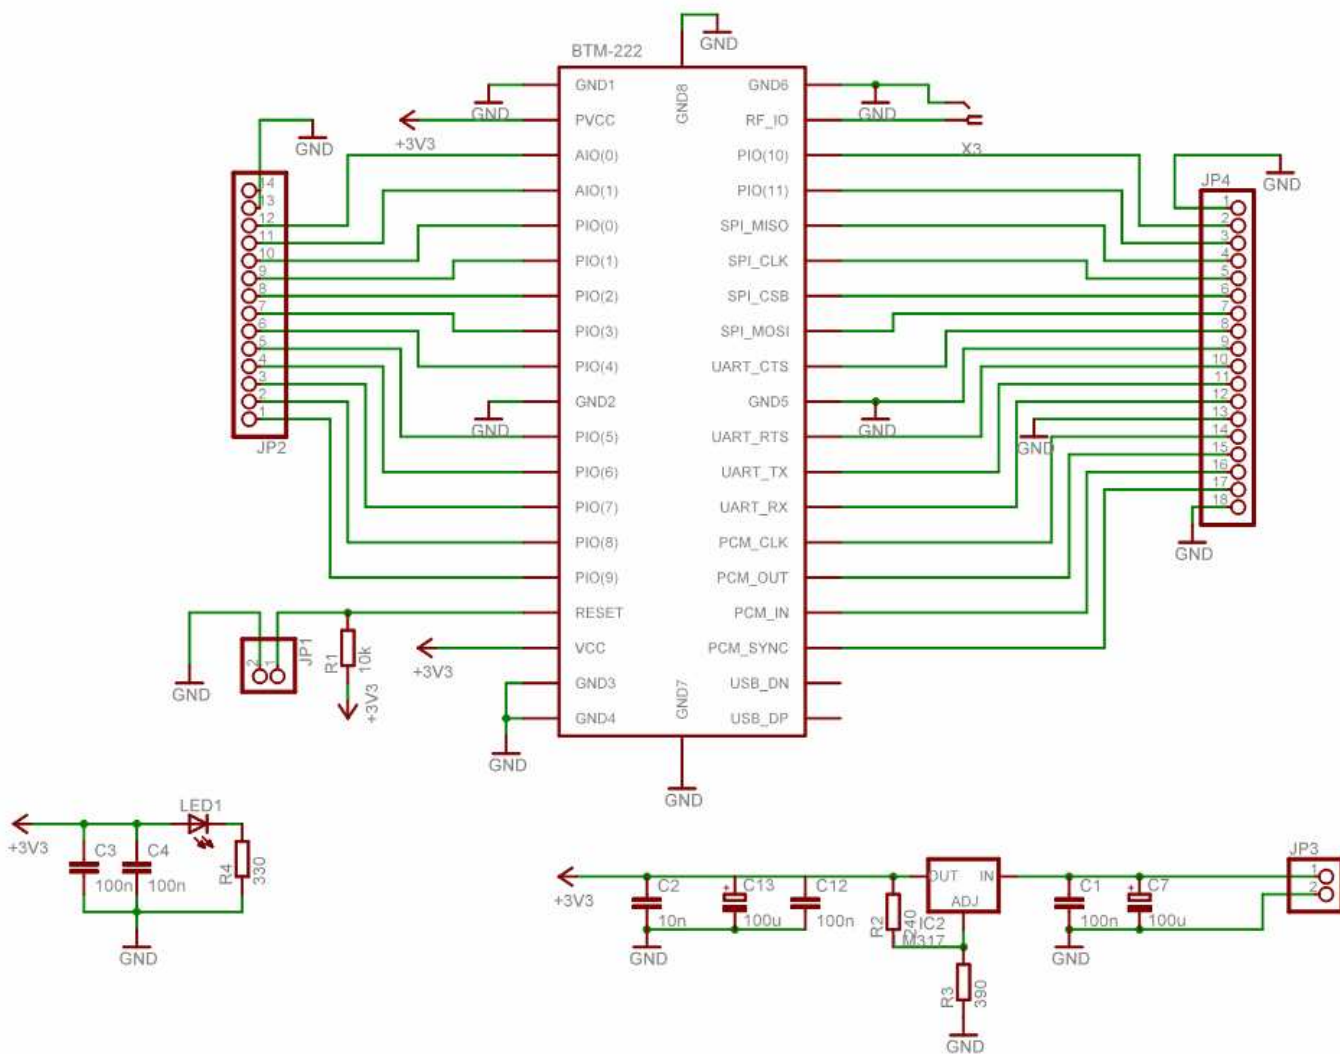 GND
BTM-222
GND1 GND8 GND6
GND GND
PVCC RF_IO
+3V3
GND
AIO(0) PIO(10)
X3
GND
JP4
14 AIO(1) PIO(11)
13 1
12 PIO(0) SPI_MISO 2
11 3
10 PIO(1) SPI_CLK 4
9 5
8 PIO(2) SPI_CSB 6
7 7
6 PIO(3) SPI_MOSI 8
5 9
4 PIO(4) UART_CTS 10
3 11
2 GND2 GND5 12
1 13
GND GND
JP2 PIO(5) UART_RTS 14
GND
15
PIO(6) UART_TX 16
17
PIO(7) UART_RX 18
PCM_CLK
PIO(8) GND
PIO(9) PCM_OUT
RESET PCM_IN
JP1
2 1
R1
10k
VCC PCM_SYNC
+3V3
GND
+3V3
GND3 GND7 USB_DN
GND4 USB_DP
GND
GND
LED1
+3V3
C3 C4
100n 100n
R4
330
GND
JP3
1
2
+3V3
C2 C13 C12
+
10n 100u 100n
OUT IN
ADJ
R2
240
IC2
M317
C1 C7
+
100n 100u
GND GND
R3
390
GND